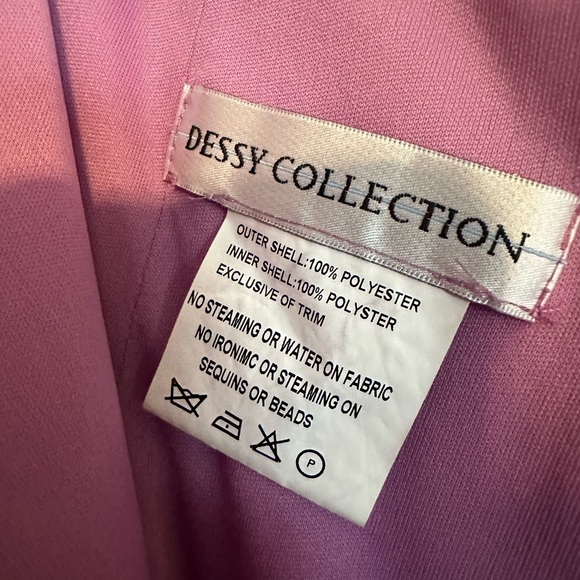 DESSY COLLECTION
OUTER SHELL:100% POLYESTER
INNER SHELL:100% POLYSTER
EXCLUSIVE OF TRIM
NO STEAMING OR WATER ON FABRIC
NO IRONIMC OR STEAMING ON
SEQUINS OR BEADS
P